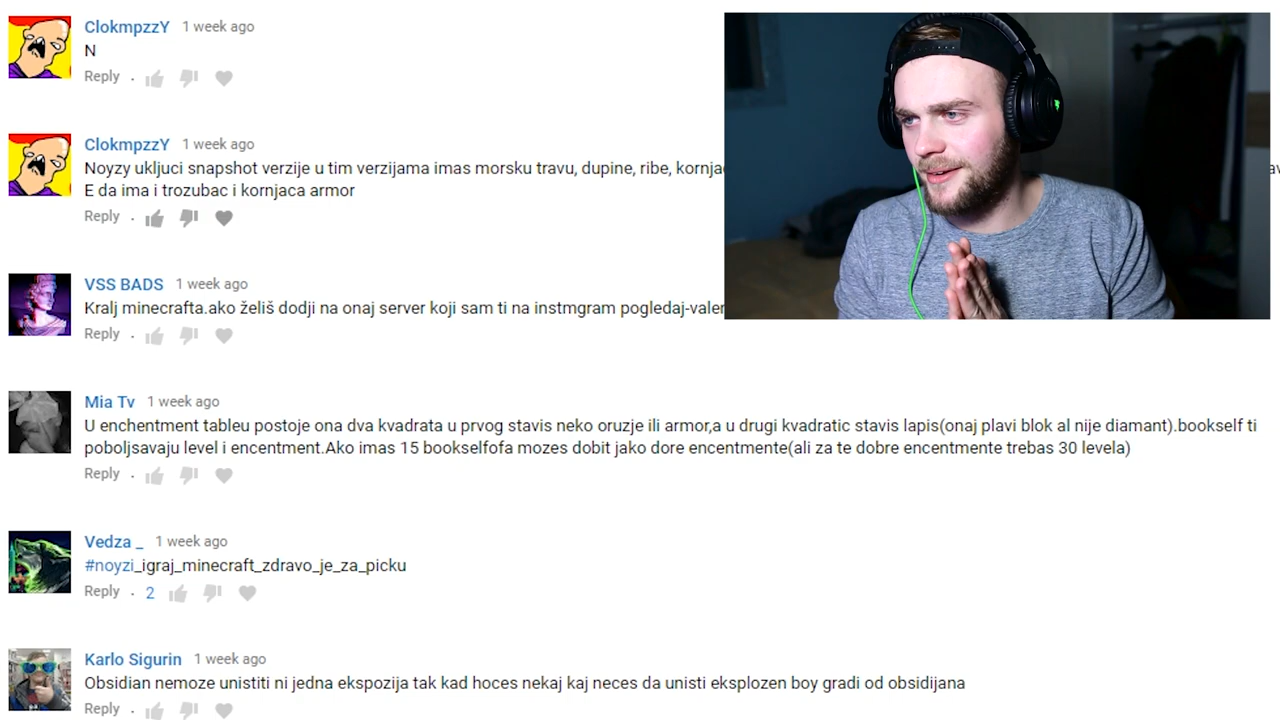 ClokmpzzY 1 week ago
N
Reply .
ClokmpzzY 1 week ago
Noyzy ukljuci snapshot verzije u tim verzijama imas morsku travu, dupine, ribe,
E da ima i trozubac i kornjaca armor
Reply .
VSS BADS 1 week ago
Kralj minecrafta.ako želiš dodji na onaj server koji sam ti na instmgram
Reply .
Mia Tv 1 week ago
U enchentment tableu postoje ona dva kvadrata u prvog stavis neko oruzje ili armor,a u drugi kvadratic stavis lapis(onaj plavi blok al nije diamant).bookself ti
poboljsavaju level i encentment.Ako imas 15 bookselfofa mozes dobit jako dore encentmente(ali za te dobre encentmente trebas 30 levela)
Reply .
Vedza _ 1 week ago
#noyzi_igraj_minecraft_zdravo_je_za_picku
Reply . 2
Karlo Sigurin 1 week ago
Obsidian nemoze unistiti ni jedna ekspozija tak kad hoces nekaj kaj neces da unisti eksplozen boy gradi od obsidijana
Reply .